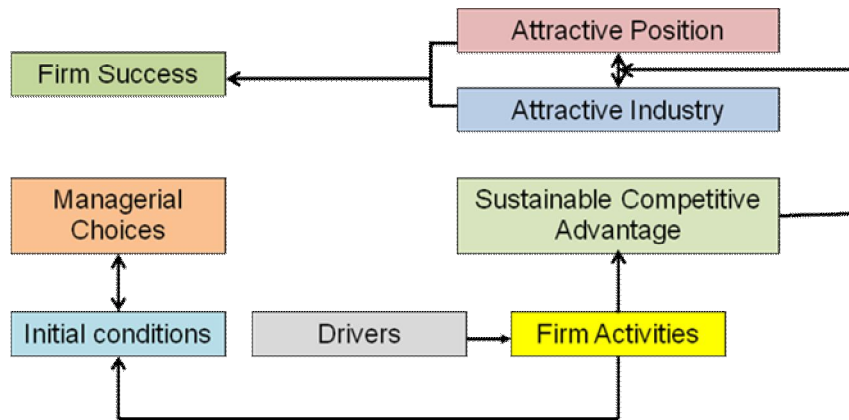 Attractive Position
Firm Success
Attractive Industry
Managerial
Choices
Sustainable Competitive
Advantage
Initial conditions
Drivers
Firm Activities